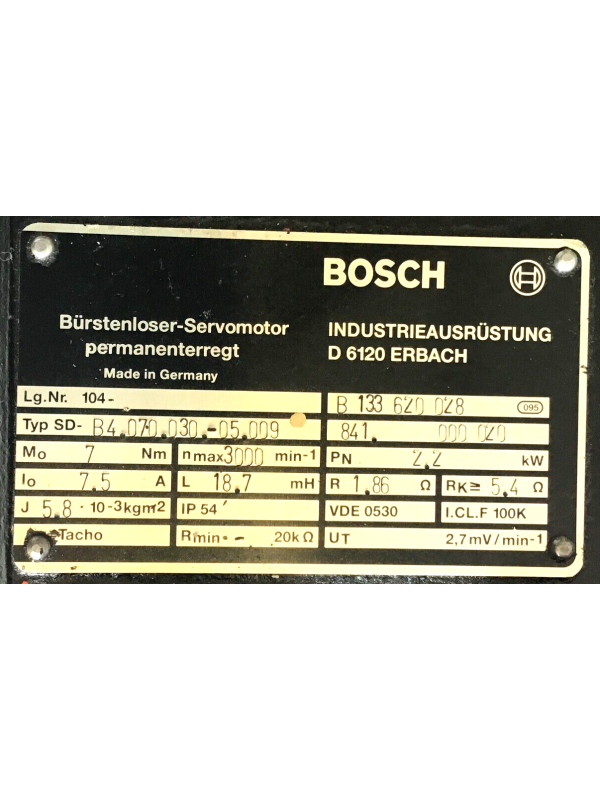 BOSCH
Bürstenloser-Servomotor
permanenterregt
Made in Germany
INDUSTRIEAUSRÜSTUNG
D 6120 ERBACH
Lg.Nr. 104- B 133 620 028 095
Typ SD- B4.070.030.-05.009 841. 000 020
Mo 7 Nm nmax3000 min-1 PN 2.2 kW
Io 7.5 A L 18.7 mH R 1.86 Ω RK≥ 5.4 Ω
J 5.8 · 10-3kgm2 IP 54 VDE 0530 I.CL.F 100K
Tacho Rmin 20kΩ UT 2,7mV/min-1